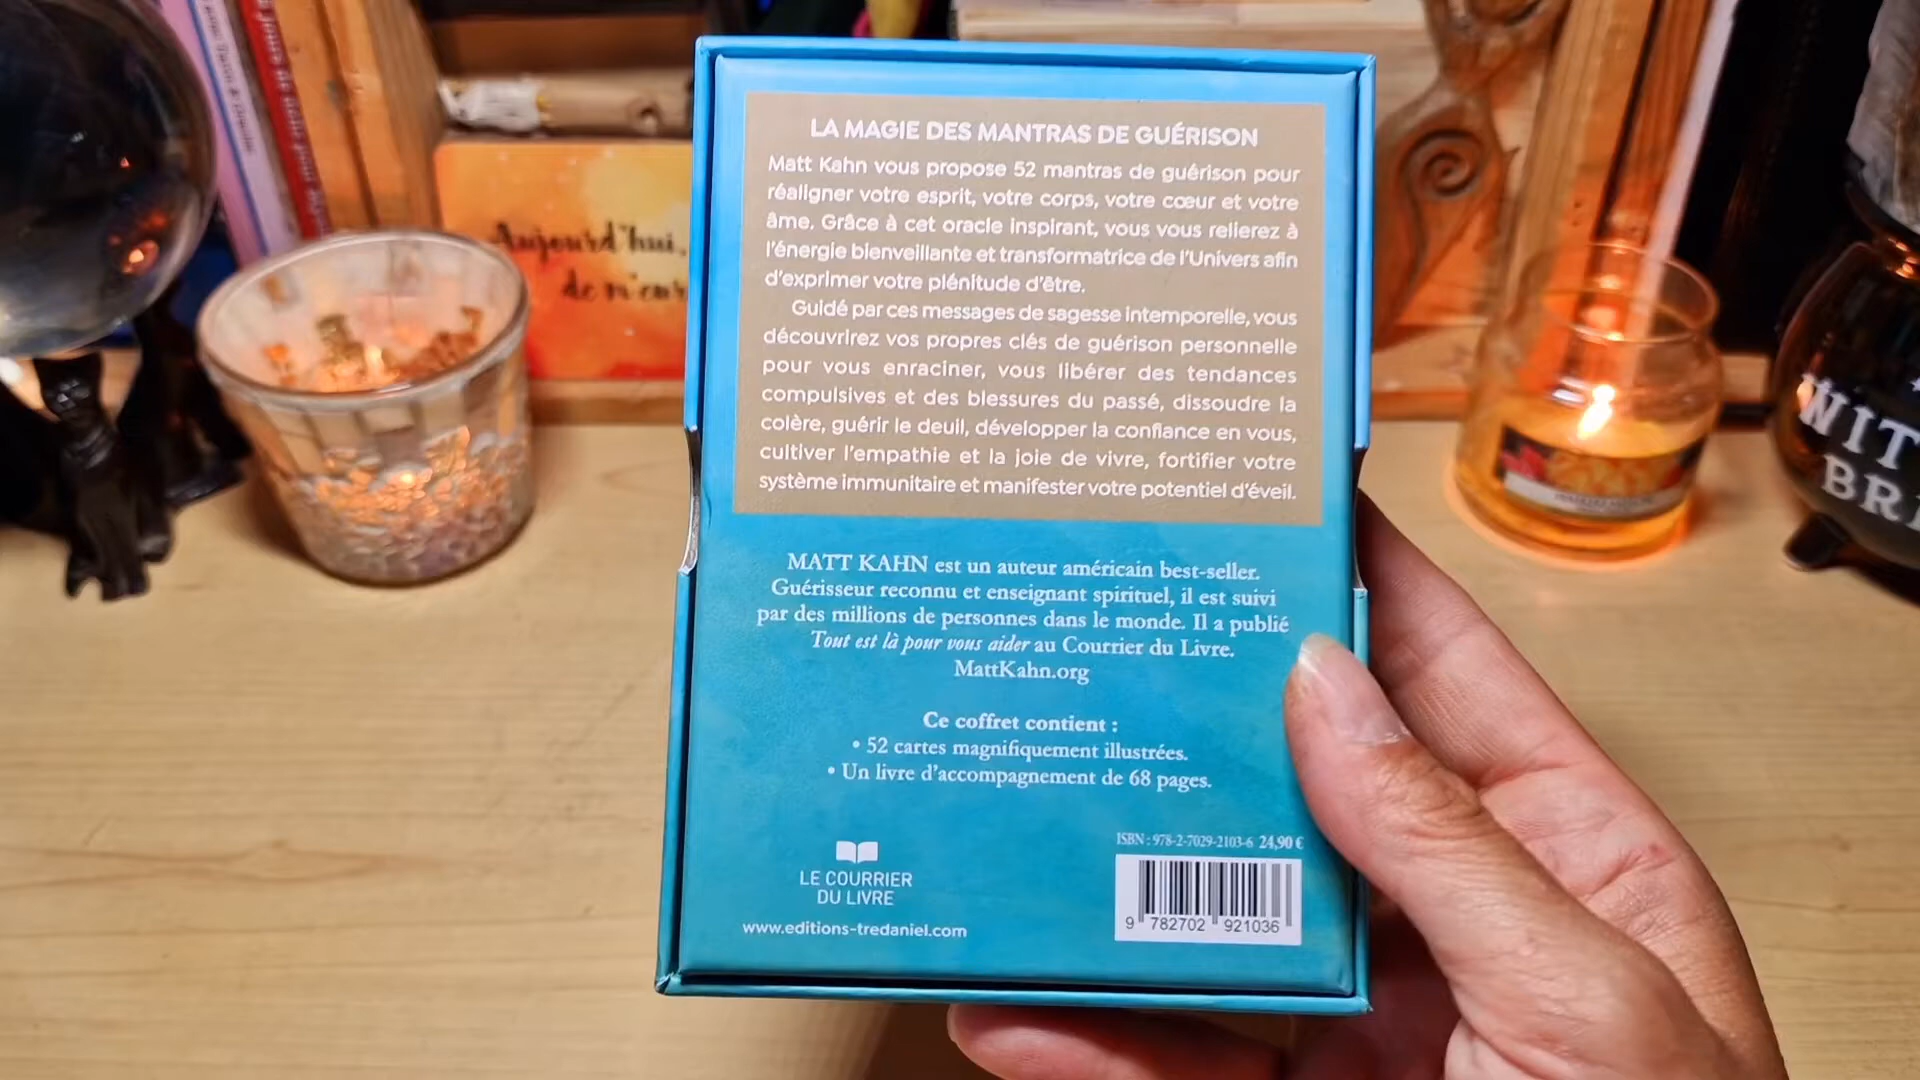 LA MAGIE DES MANTRAS DE GUÉRISON
Matt Kahn vous propose 52 mantras de guérison pour
réaligner votre esprit, votre corps, votre cœur et votre
âme. Grâce à cet oracle inspirant, vous vous relierez à
l'énergie bienveillante et transformatrice de l'Univers afin
d'exprimer votre plénitude d'être.
Guidé par ces messages de sagesse intemporelle, vous
découvrirez vos propres clés de guérison personnelle
pour vous enraciner, vous libérer des tendances
compulsives et des blessures du passé, dissoudre la
colère, guérir le deuil, développer la confiance en vous,
cultiver l'empathie et la joie de vivre, fortifier votre
système immunitaire et manifester votre potentiel d'éveil.
MATT KAHN est un auteur américain best-seller.
Guérisseur reconnu et enseignant spirituel, il est suivi
par des millions de personnes dans le monde. Il a publié
Tout est là pour vous aider au Courrier du Livre.
MattKahn.org
Ce coffret contient :
• 52 cartes magnifiquement illustrées.
• Un livre d'accompagnement de 68 pages.
ISBN : 978-2-7029-2103-6 24,90 €
9 782702 921036
LE COURRIER
DU LIVRE
www.editions-tredaniel.com
Aujourd'hui,
WIT
BR